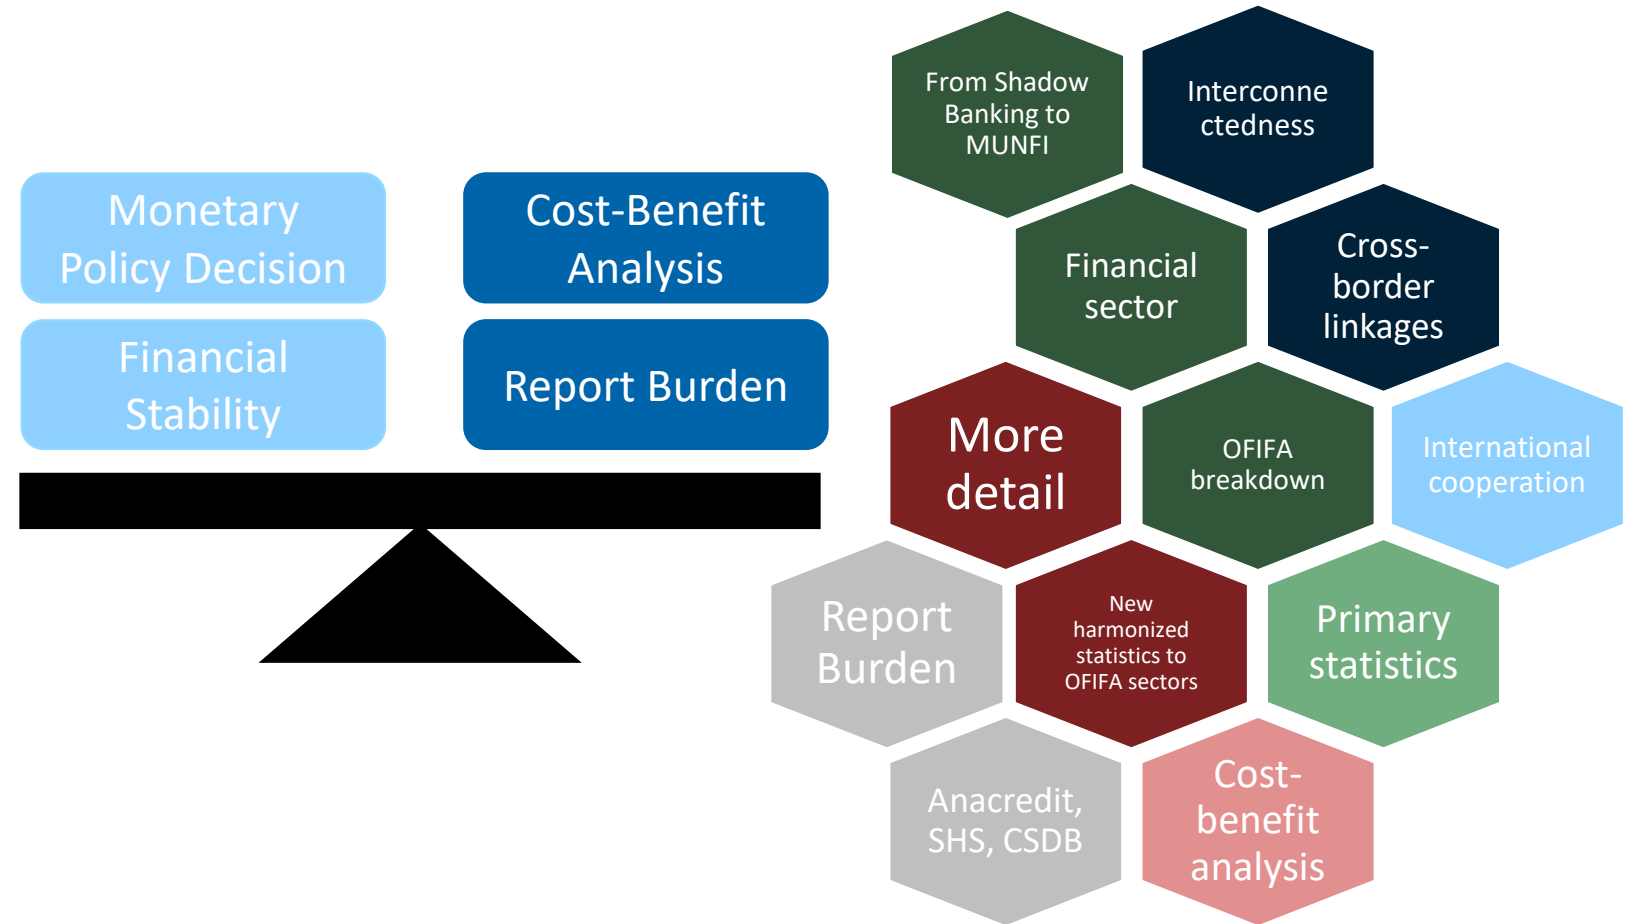 Monetary
Policy Decision
Cost-Benefit
Analysis
Financial
Stability
Report Burden
From Shadow
Banking to
MUNFI
Interconne
ctedness
Financial
sector
Cross-
border
linkages
More
detail
OFIFA
breakdown
International
cooperation
Report
Burden
New
harmonized
statistics to
OFIFA sectors
Primary
statistics
Anacredit,
SHS, CSDB
Cost-
benefit
analysis